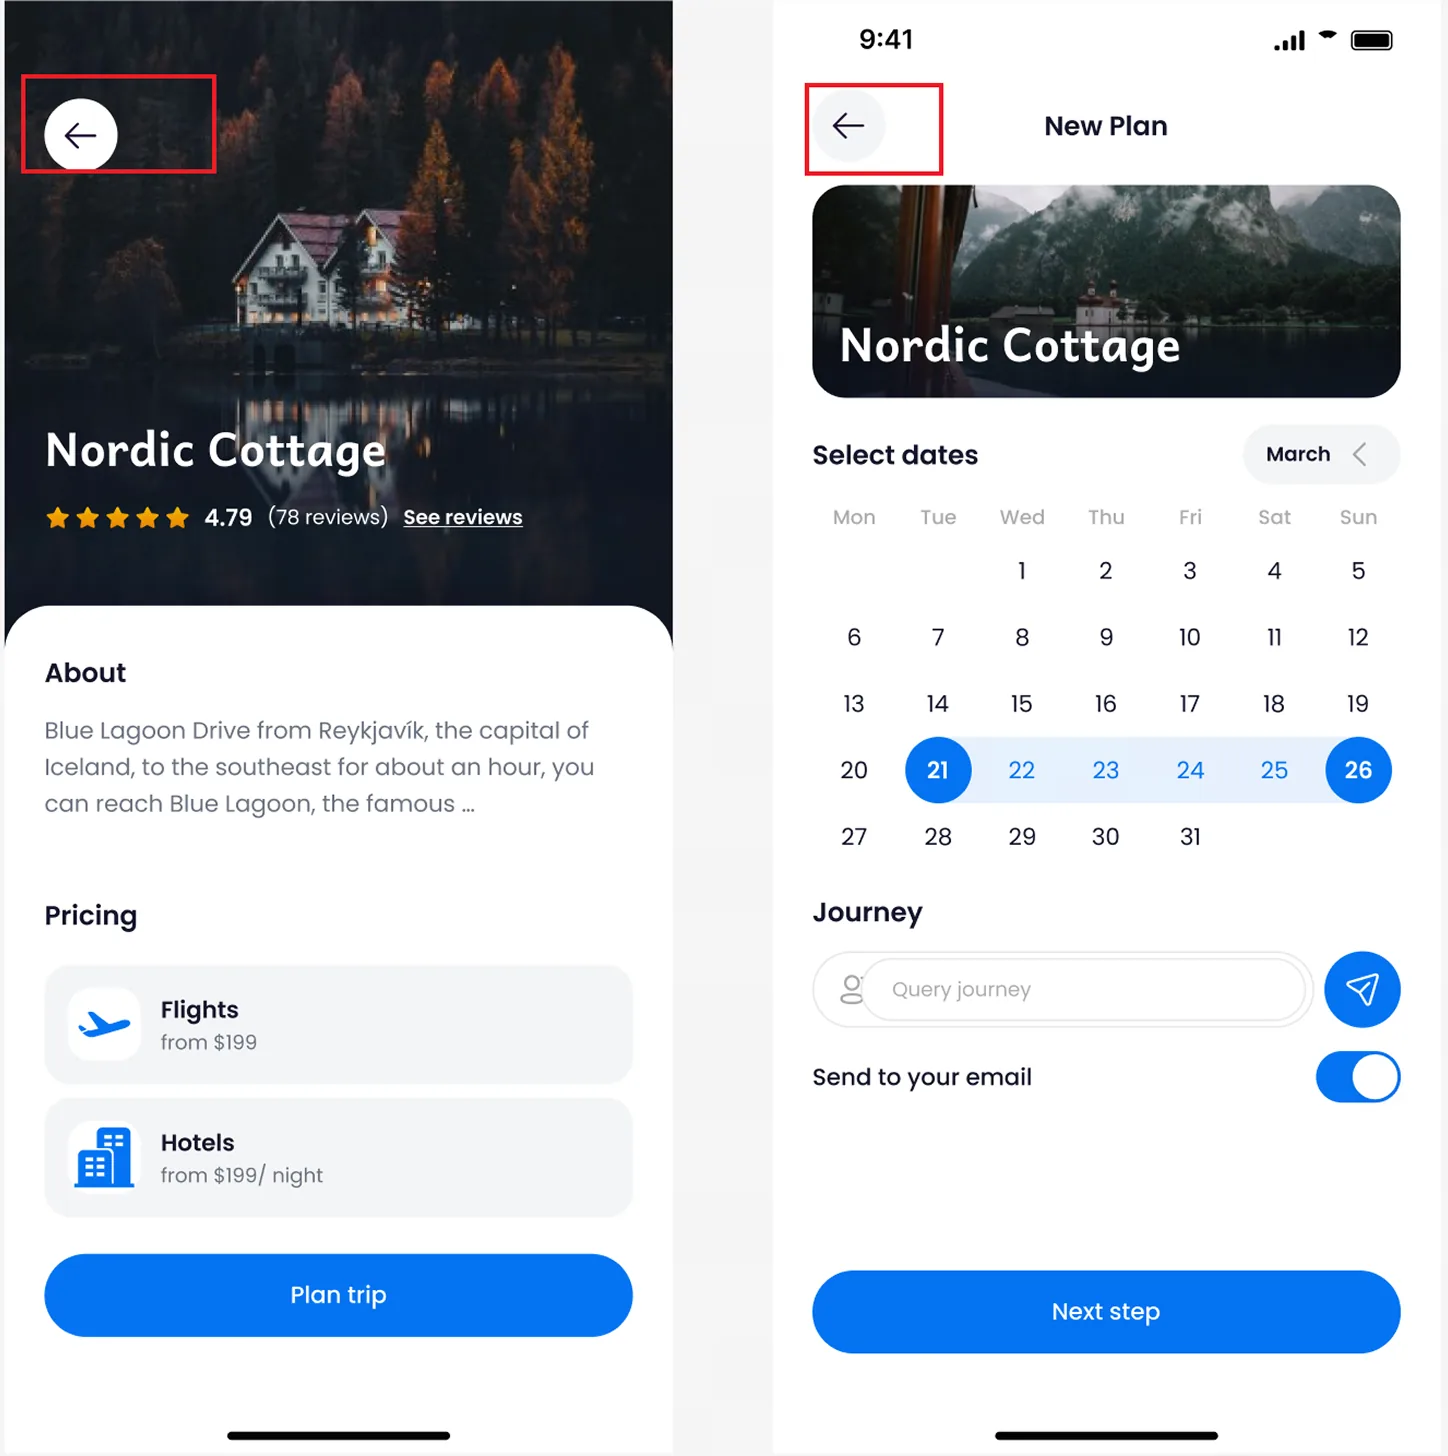 Nordic Cottage
4.79 (78 reviews) See reviews
About
Blue Lagoon Drive from Reykjavík, the capital of
Iceland, to the southeast for about an hour, you
can reach Blue Lagoon, the famous ...
Pricing
Flights
from $199
Hotels
from $199/ night
Plan trip
9:41
New Plan
Nordic Cottage
Select dates
March
Mon Tue Wed Thu Fri Sat Sun
1 2 3 4 5
6 7 8 9 10 11 12
13 14 15 16 17 18 19
20 21 22 23 24 25 26
27 28 29 30 31
Journey
Query journey
Send to your email
Next step